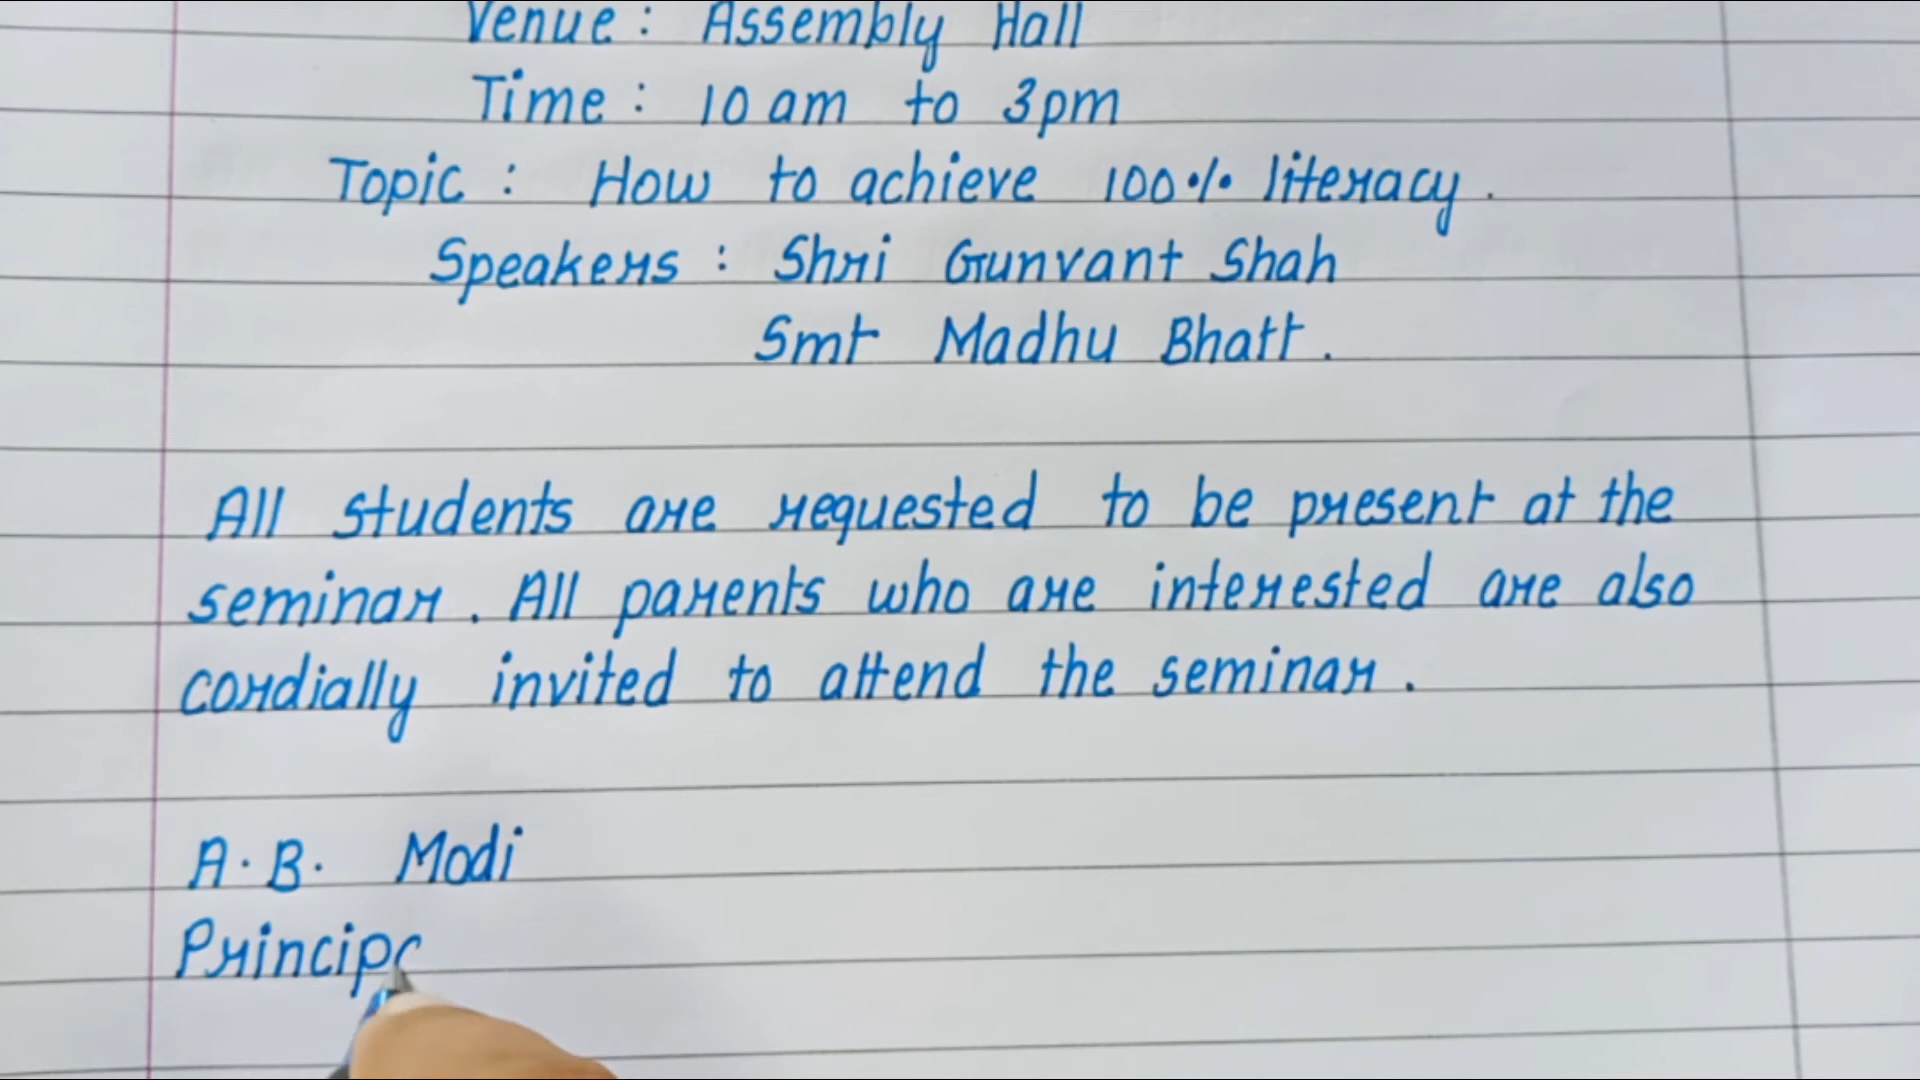 Venue : Assembly Hall
Time : 10 am to 3pm
Topic : How to achieve 100% literacy.
Speakers : Shri Gunvant Shah
Smt Madhu Bhatt.
All students are requested to be present at the
seminar. All parents who are interested are also
cordially invited to attend the seminar.
A. B. Modi
Princip